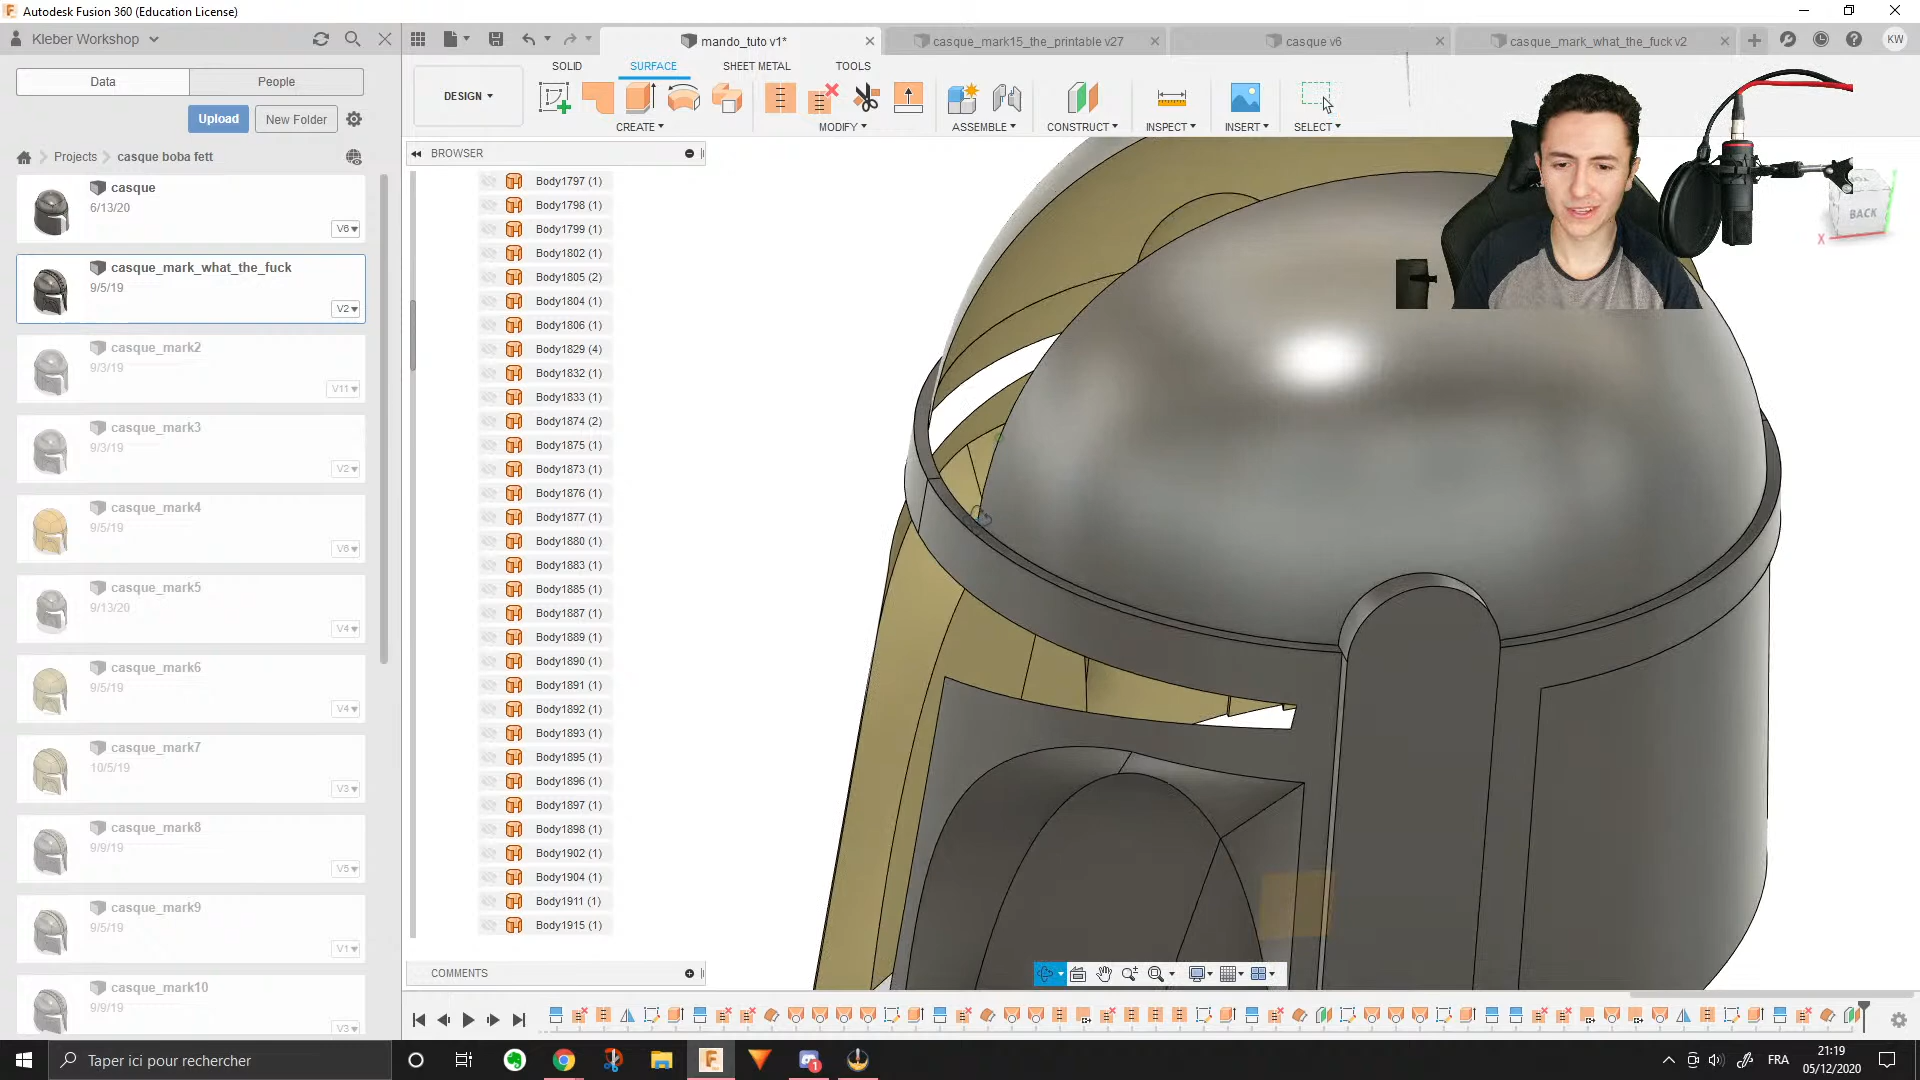 Autodesk Fusion 360 (Education License)
Kleber Workshop
mando_tuto v1*
casque_mark15_the_printable v27
casque v6
casque_mark_what_the_fuck v2
KW
Data
People
Upload
New Folder
Projects
casque boba fett
DESIGN
SOLID
SURFACE
SHEET METAL
TOOLS
CREATE
MODIFY
ASSEMBLE
CONSTRUCT
INSPECT
INSERT
SELECT
casque
6/13/20
V6
casque_mark_what_the_fuck
9/5/19
V2
casque_mark2
9/3/19
V11
casque_mark3
9/3/19
V2
casque_mark4
9/5/19
V6
casque_mark5
9/13/20
V4
casque_mark6
9/5/19
V4
casque_mark7
10/5/19
V3
casque_mark8
9/9/19
V5
casque_mark9
9/5/19
V1
casque_mark10
9/9/19
V3
BROWSER
Body1797 (1)
Body1798 (1)
Body1799 (1)
Body1802 (1)
Body1805 (2)
Body1804 (1)
Body1806 (1)
Body1829 (4)
Body1832 (1)
Body1833 (1)
Body1874 (2)
Body1875 (1)
Body1873 (1)
Body1876 (1)
Body1877 (1)
Body1880 (1)
Body1883 (1)
Body1885 (1)
Body1887 (1)
Body1889 (1)
Body1890 (1)
Body1891 (1)
Body1892 (1)
Body1893 (1)
Body1895 (1)
Body1896 (1)
Body1897 (1)
Body1898 (1)
Body1902 (1)
Body1904 (1)
Body1911 (1)
Body1915 (1)
COMMENTS
BACK
X
Taper ici pour rechercher
1
FRA
21:19
05/12/2020